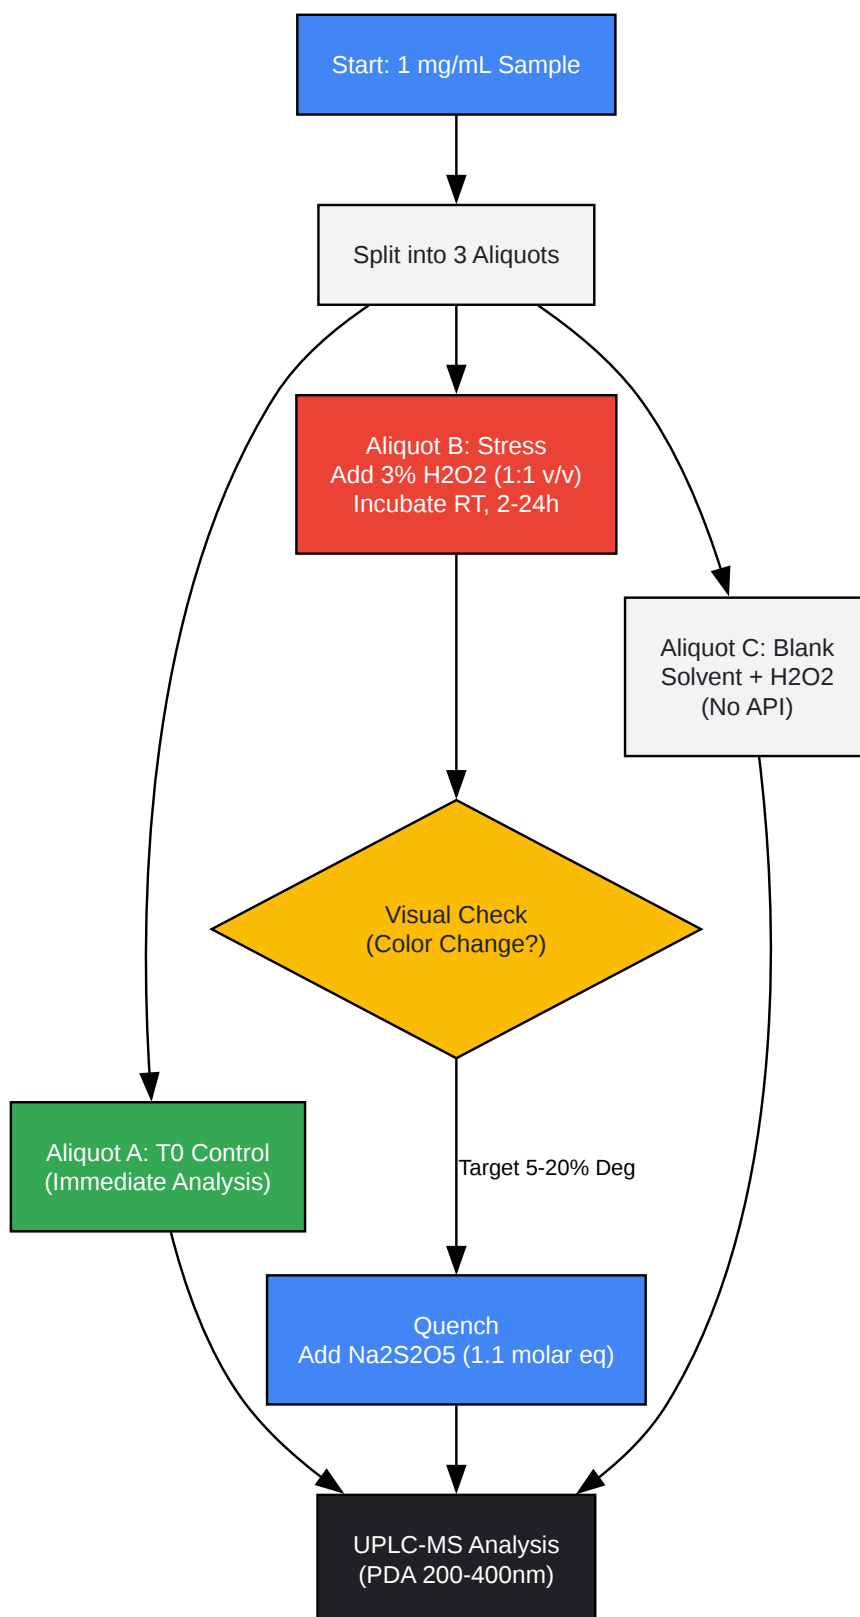 Start: 1 mg/mL Sample
Split into 3 Aliquots
Aliquot B: Stress
Add 3% H2O2 (1:1 v/v)
Incubate RT, 2-24h
Aliquot C: Blank
Solvent + H2O2
(No API)
Visual Check
(Color Change?)
Aliquot A: T0 Control
(Immediate Analysis)
Target 5-20% Deg
Quench
Add Na2S2O5 (1.1 molar eq)
UPLC-MS Analysis
(PDA 200-400nm)